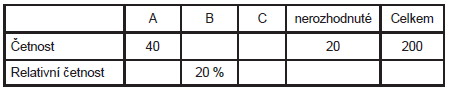 A B C nerozhodnuté Celkem
Četnost 40 20 200
Relativní četnost 20 %